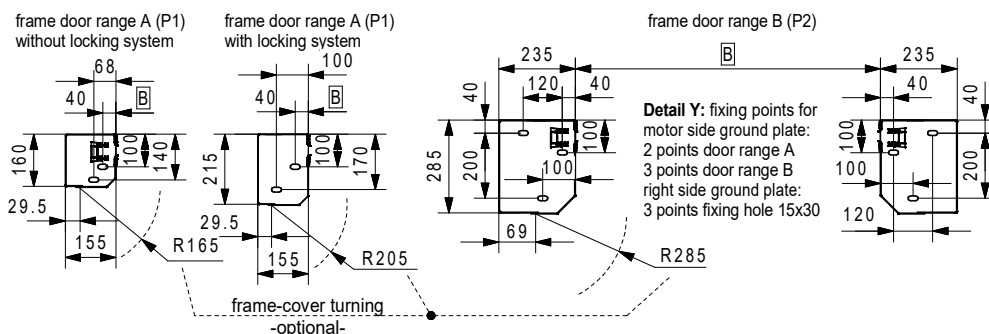 frame door range A (P1)
without locking system
68
40 B
160
100
140
29.5
155
R165
frame door range A (P1)
with locking system
100
40 B
215
100
170
29.5
155
R205
frame-cover turning
-optional-
frame door range B (P2)
235 B 235
40 120 40
285
200
100
100
69
R285
Detail Y: fixing points for
motor side ground plate:
2 points door range A
3 points door range B
right side ground plate:
3 points fixing hole 15x30
40 40
100
100
200
120